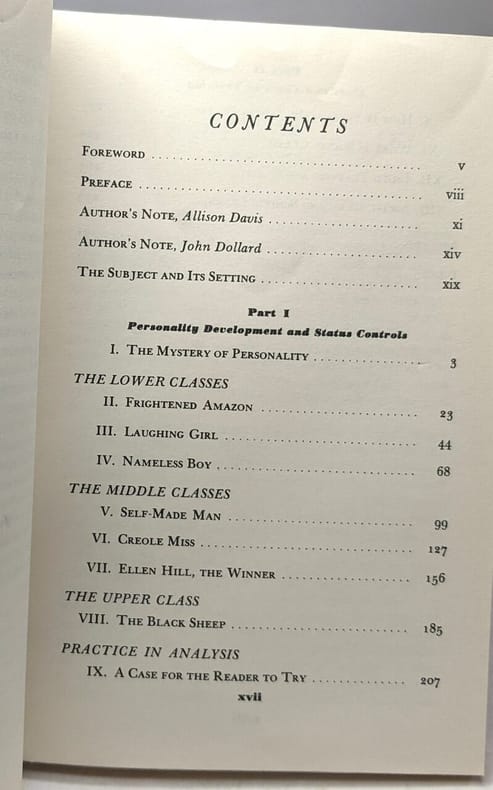 CONTENTS
FOREWORD . . . . . . . . . . . . . . . . . . . . v
PREFACE . . . . . . . . . . . . . . . . . . . . viii
AUTHOR'S NOTE, Allison Davis . . . . . . . . . . . . xi
AUTHOR'S NOTE, John Dollard . . . . . . . . . . . . xiv
THE SUBJECT AND ITS SETTING . . . . . . . . . . . . xix
Part I
Personality Development and Status Controls
I. THE MYSTERY OF PERSONALITY . . . . . . . . . . 3
THE LOWER CLASSES
II. FRIGHTENED AMAZON . . . . . . . . . . . . 23
III. LAUGHING GIRL . . . . . . . . . . . . . . 44
IV. NAMELESS BOY . . . . . . . . . . . . . . 68
THE MIDDLE CLASSES
V. SELF-MADE MAN . . . . . . . . . . . . . . 99
VI. CREOLE MISS . . . . . . . . . . . . . . 127
VII. ELLEN HILL, THE WINNER . . . . . . . . . . 156
THE UPPER CLASS
VIII. THE BLACK SHEEP . . . . . . . . . . . . 185
PRACTICE IN ANALYSIS
IX. A CASE FOR THE READER TO TRY . . . . . . . . 207
xvii